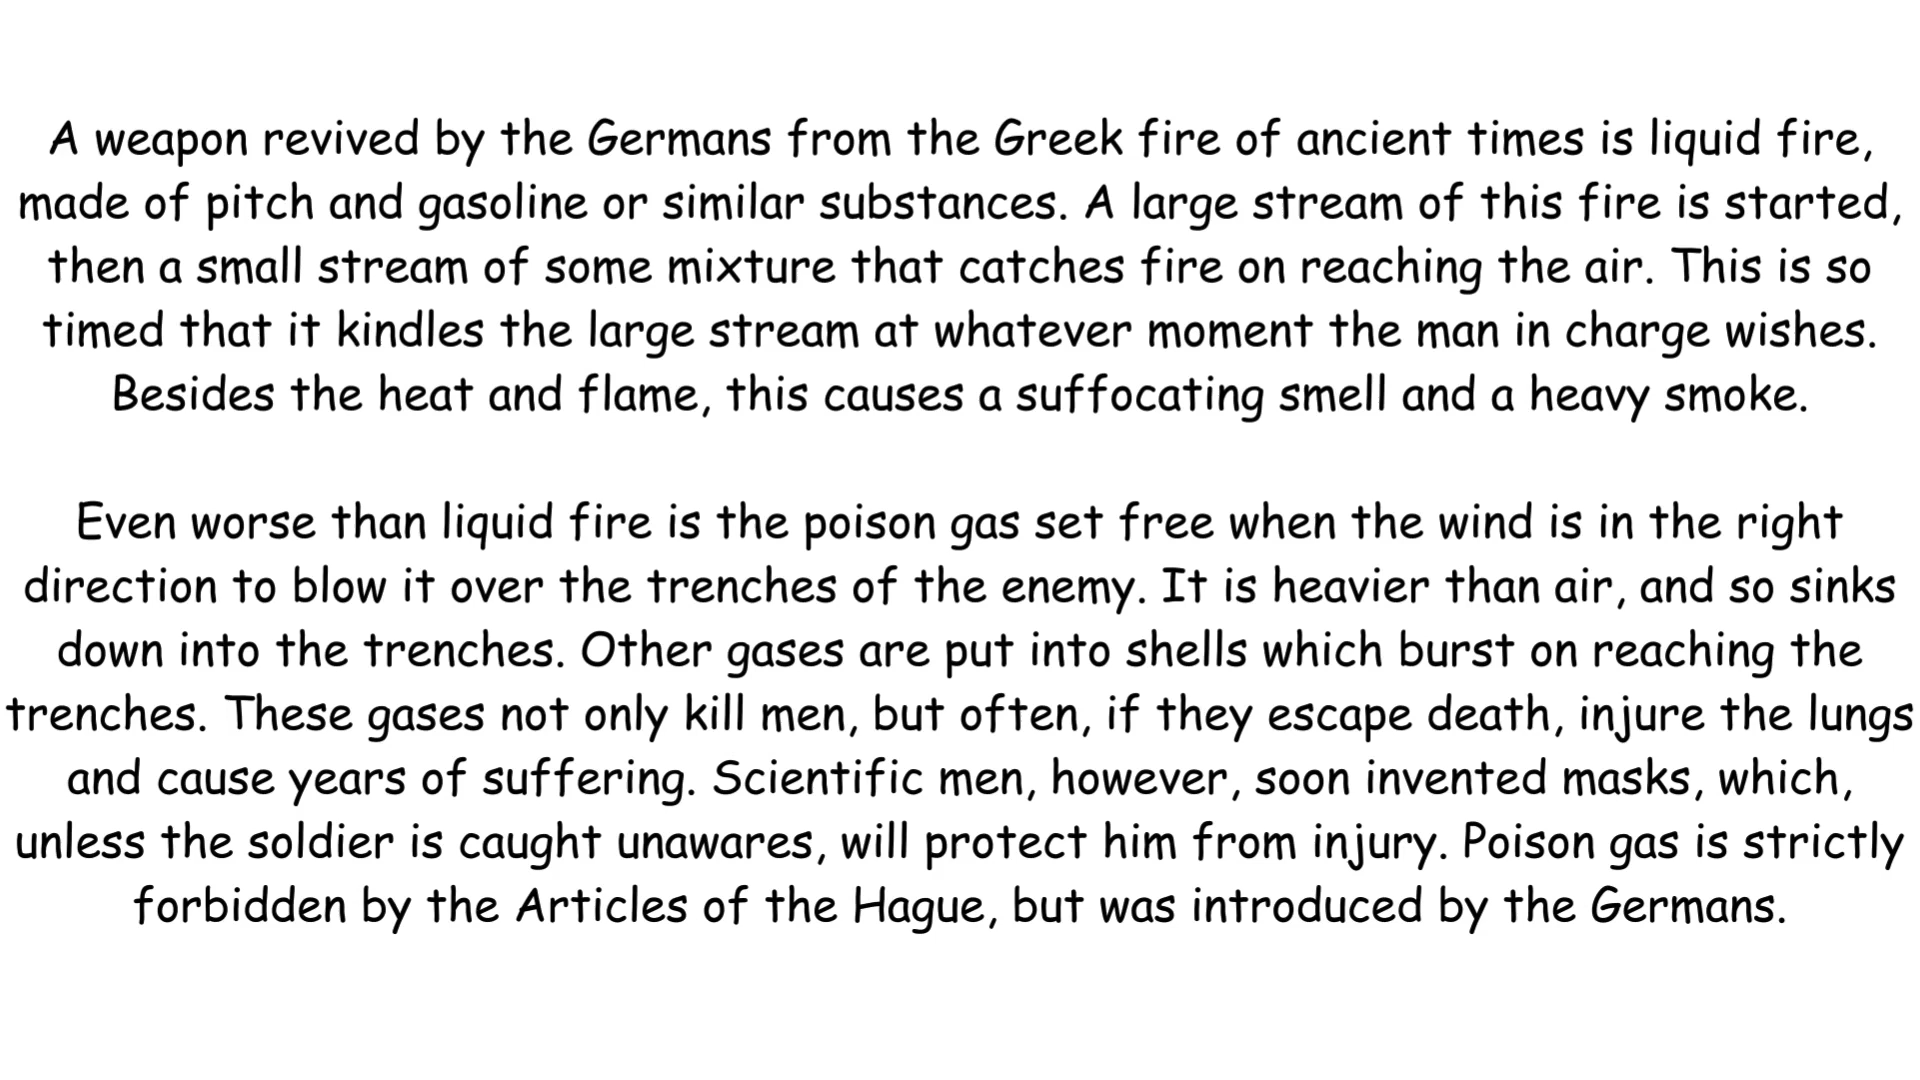 A weapon revived by the Germans from the Greek fire of ancient times is liquid fire,
made of pitch and gasoline or similar substances. A large stream of this fire is started,
then a small stream of some mixture that catches fire on reaching the air. This is so
timed that it kindles the large stream at whatever moment the man in charge wishes.
Besides the heat and flame, this causes a suffocating smell and a heavy smoke.

Even worse than liquid fire is the poison gas set free when the wind is in the right
direction to blow it over the trenches of the enemy. It is heavier than air, and so sinks
down into the trenches. Other gases are put into shells which burst on reaching the
trenches. These gases not only kill men, but often, if they escape death, injure the lungs
and cause years of suffering. Scientific men, however, soon invented masks, which,
unless the soldier is caught unawares, will protect him from injury. Poison gas is strictly
forbidden by the Articles of the Hague, but was introduced by the Germans.